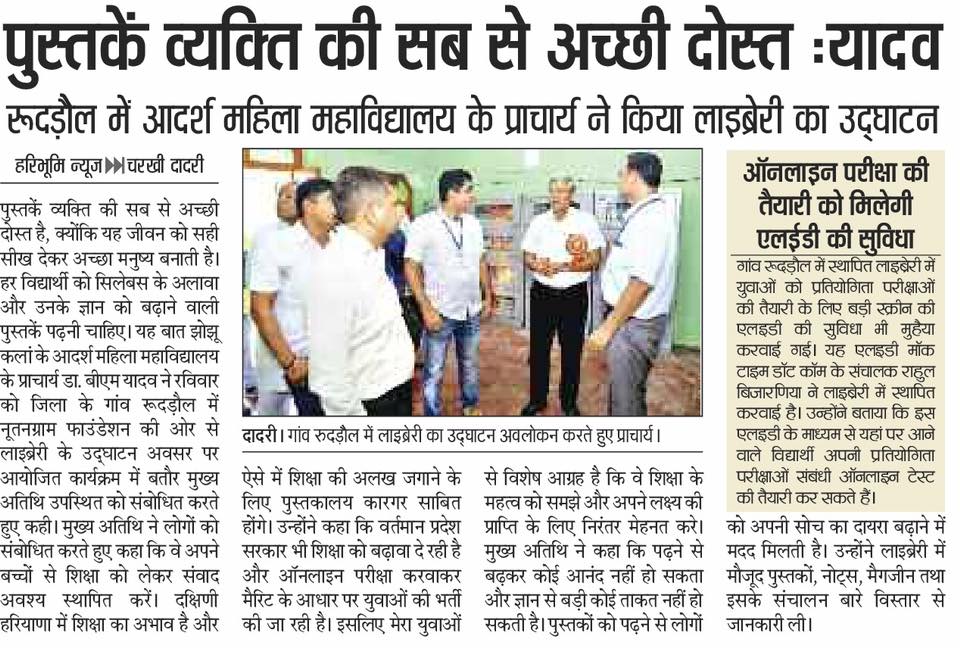 पुस्तकें व्यक्ति की सब से अच्छी दोस्त :यादव
रूदड़ौल में आदर्श महिला महाविद्यालय के प्राचार्य ने किया लाइब्रेरी का उद्घाटन
हरिभूमि न्यूज▶▶चरखी दादरी
पुस्तकें व्यक्ति की सब से अच्छी
दोस्त है, क्योंकि यह जीवन को सही
सीख देकर अच्छा मनुष्य बनाती है।
हर विद्यार्थी को सिलेबस के अलावा
और उनके ज्ञान को बढ़ाने वाली
पुस्तकें पढ़नी चाहिए। यह बात झोझू
कलां के आदर्श महिला महाविद्यालय
के प्राचार्य डा. बीएम यादव ने रविवार
को जिला के गांव रूदड़ौल में
नूतनग्राम फाउंडेशन की ओर से
लाइब्रेरी के उद्घाटन अवसर पर
आयोजित कार्यक्रम में बतौर मुख्य
अतिथि उपस्थित को संबोधित करते
हुए कही। मुख्य अतिथि ने लोगों को
संबोधित करते हुए कहा कि वे अपने
बच्चों से शिक्षा को लेकर संवाद
अवश्य स्थापित करें। दक्षिणी
हरियाणा में शिक्षा का अभाव है और
दादरी। गांव रुदड़ौल में लाइब्रेरी का उद्घाटन अवलोकन करते हुए प्राचार्य।
ऐसे में शिक्षा की अलख जगाने के
लिए पुस्तकालय कारगर साबित
होंगे। उन्होंने कहा कि वर्तमान प्रदेश
सरकार भी शिक्षा को बढ़ावा दे रही है
और ऑनलाइन परीक्षा करवाकर
मैरिट के आधार पर युवाओं की भर्ती
की जा रही है। इसलिए मेरा युवाओं
से विशेष आग्रह है कि वे शिक्षा के
महत्व को समझे और अपने लक्ष्य की
प्राप्ति के लिए निरंतर मेहनत करे।
मुख्य अतिथि ने कहा कि पढ़ने से
बढ़कर कोई आनंद नहीं हो सकता
और ज्ञान से बड़ी कोई ताकत नहीं हो
सकती है। पुस्तकों को पढ़ने से लोगों
को अपनी सोच का दायरा बढ़ाने में
मदद मिलती है। उन्होंने लाइब्रेरी में
मौजूद पुस्तकों, नोट्स, मैगजीन तथा
इसके संचालन बारे विस्तार से
जानकारी ली।
ऑनलाइन परीक्षा की
तैयारी को मिलेगी
एलईडी की सुविधा
गांव रूदड़ौल में स्थापित लाइब्रेरी में
युवाओं को प्रतियोगिता परीक्षाओं
की तैयारी के लिए बड़ी स्क्रीन की
एलइडी की सुविधा भी मुहैया
करवाई गई। यह एलइडी मॉक
टाइम डॉट कॉम के संचालक राहुल
बिजारणिया ने लाइब्रेरी में स्थापित
करवाई है। उन्होंने बताया कि इस
एलइडी के माध्यम से यहां पर आने
वाले विद्यार्थी अपनी प्रतियोगिता
परीक्षाओं संबंधी ऑनलाइन टेस्ट
की तैयारी कर सकते हैं।